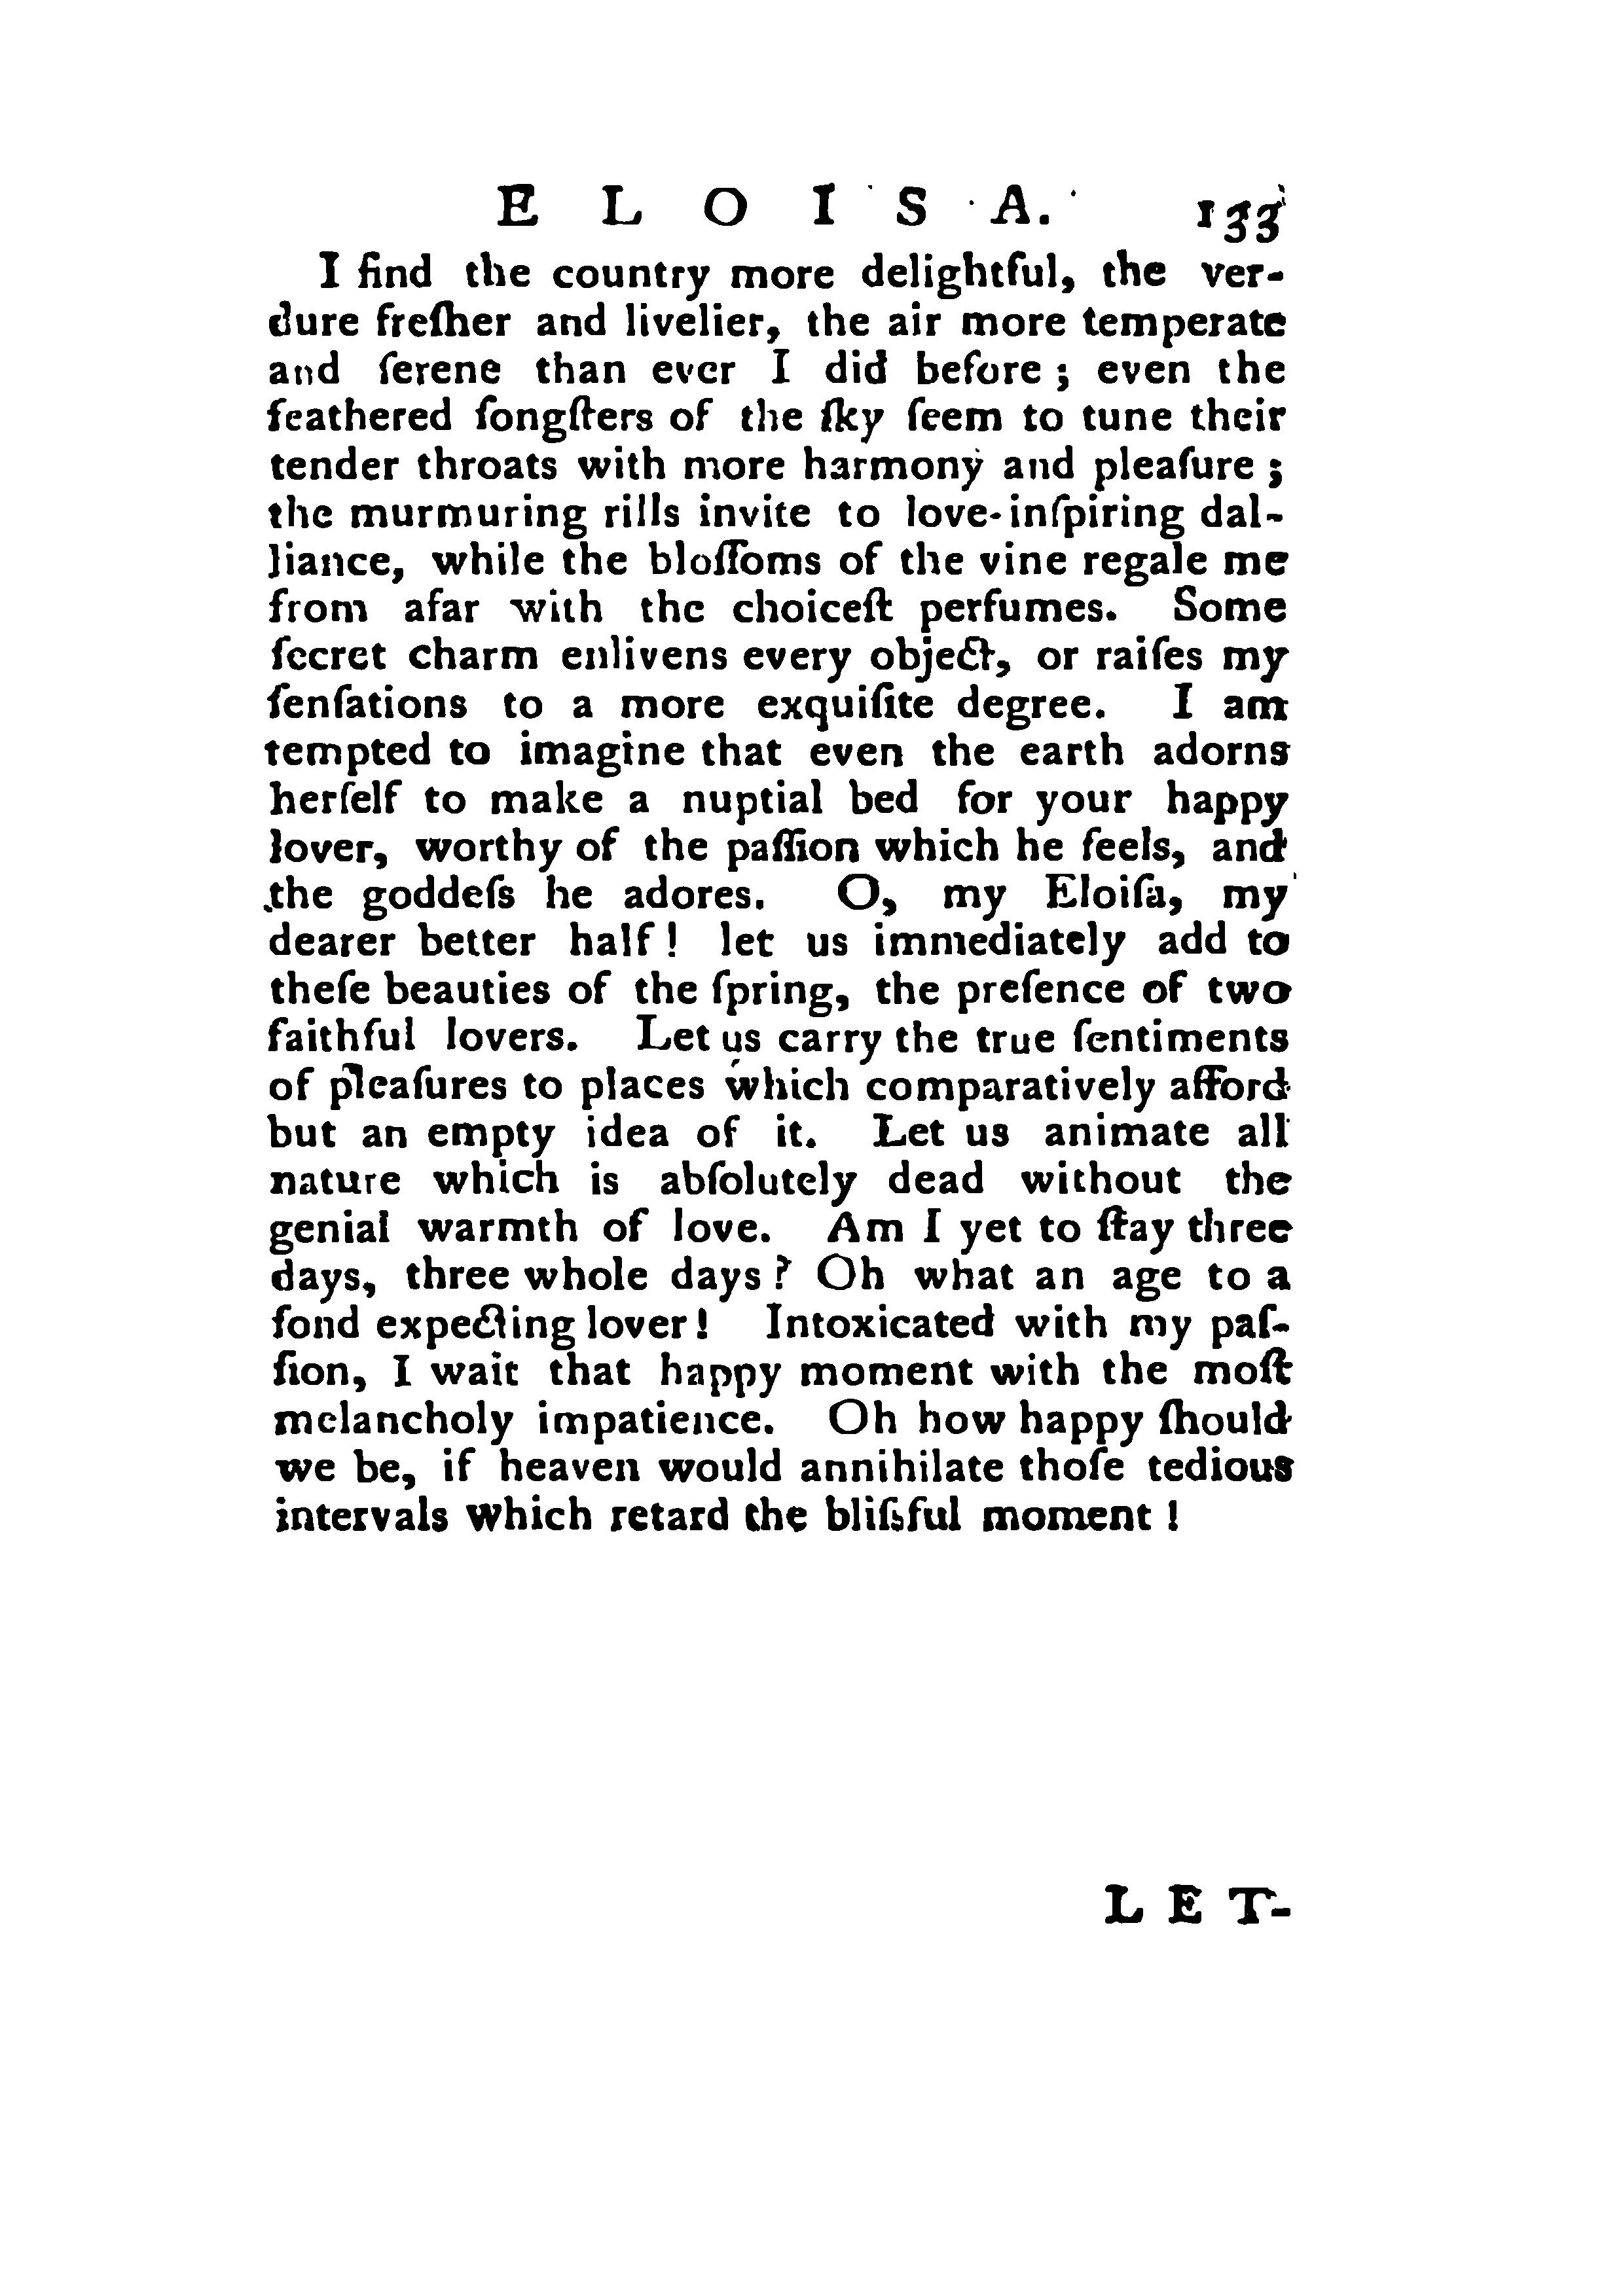 E L O I S A. 133
I find the country more delightful, the ver-
dure freſher and livelier, the air more temperate
and ſerene than ever I did before ; even the
feathered ſongſters of the ſky ſeem to tune their
tender throats with more harmony and pleaſure ;
the murmuring rills invite to love-inſpiring dal-
liance, while the bloſſoms of the vine regale me
from afar with the choiceſt perfumes. Some
ſecret charm enlivens every object, or raiſes my
ſenſations to a more exquiſite degree. I am
tempted to imagine that even the earth adorns
herſelf to make a nuptial bed for your happy
lover, worthy of the paſſion which he feels, and
the goddeſs he adores. O, my Eloiſa, my
dearer better half ! let us immediately add to
theſe beauties of the ſpring, the preſence of two
faithful lovers. Let us carry the true ſentiments
of pleaſures to places which comparatively afford
but an empty idea of it. Let us animate all
nature which is abſolutely dead without the
genial warmth of love. Am I yet to ſtay three
days, three whole days ? Oh what an age to a
fond expecting lover ! Intoxicated with my paſ-
ſion, I wait that happy moment with the moſt
melancholy impatience. Oh how happy ſhould
we be, if heaven would annihilate thoſe tedious
intervals which retard the bliſsful moment !
L E T-